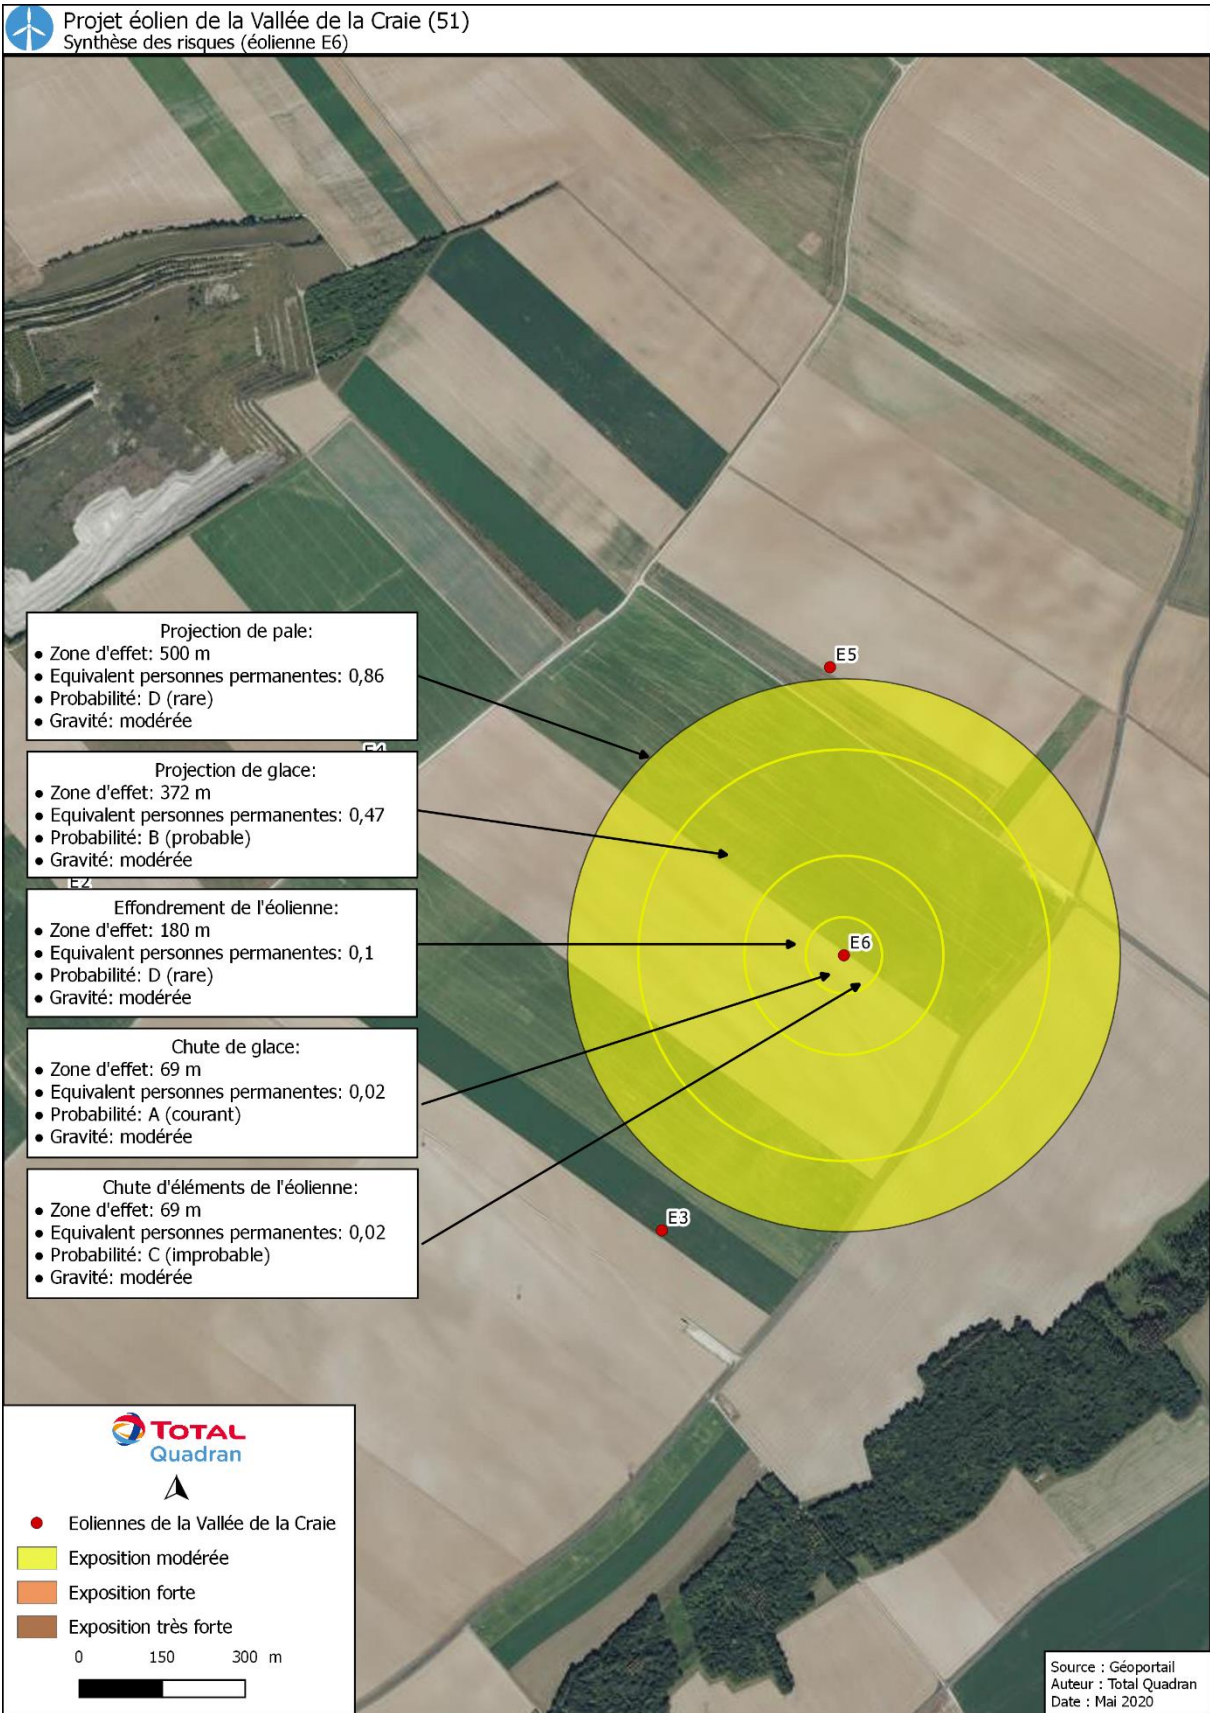 Projet éolien de la Vallée de la Craie (51)
Synthèse des risques (éolienne E6)
E5
Projection de pale:
• Zone d'effet: 500 m
• Equivalent personnes permanentes: 0,86
• Probabilité: D (rare)
• Gravité: modérée
E4
Projection de glace:
• Zone d'effet: 372 m
• Equivalent personnes permanentes: 0,47
• Probabilité: B (probable)
• Gravité: modérée
E2
Effondrement de l'éolienne:
• Zone d'effet: 180 m
• Equivalent personnes permanentes: 0,1
• Probabilité: D (rare)
• Gravité: modérée
E6
Chute de glace:
• Zone d'effet: 69 m
• Equivalent personnes permanentes: 0,02
• Probabilité: A (courant)
• Gravité: modérée
Chute d'éléments de l'éolienne:
• Zone d'effet: 69 m
• Equivalent personnes permanentes: 0,02
• Probabilité: C (improbable)
• Gravité: modérée
E3
TOTAL
Quadran
Eoliennes de la Vallée de la Craie
Exposition modérée
Exposition forte
Exposition très forte
0 150 300 m
Source : Géoportail
Auteur : Total Quadran
Date : Mai 2020